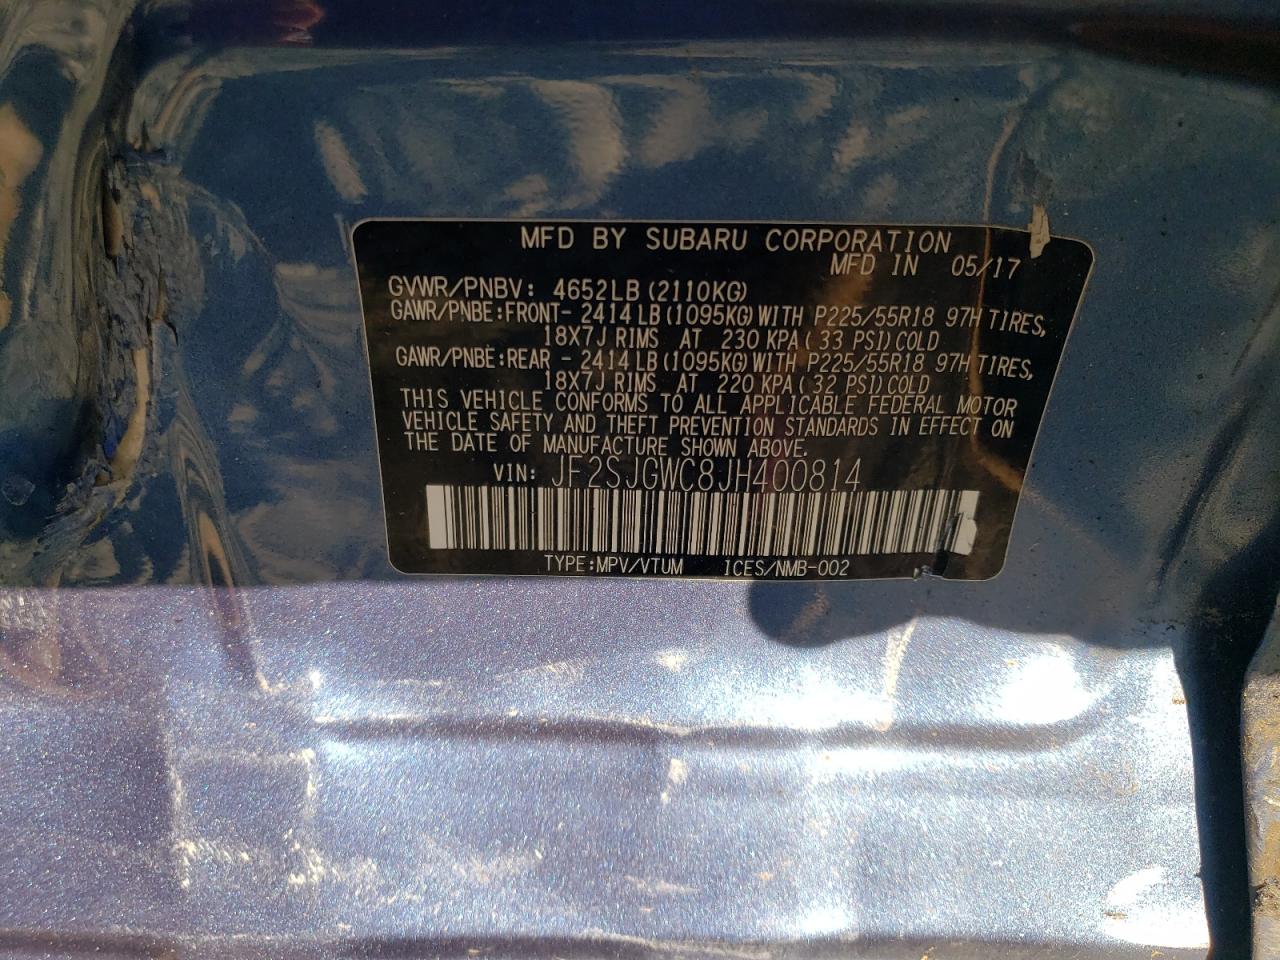 MFD BY SUBARU CORPORATION
MFD IN 05/17
GVWR/PNBV: 4652LB (2110KG)
GAWR/PNBE:FRONT- 2414 LB (1095KG) WITH P225/55R18 97H TIRES,
18X7J RIMS AT 230 KPA ( 33 PSI) COLD
GAWR/PNBE:REAR - 2414 LB (1095KG) WITH P225/55R18 97H TIRES,
18X7J RIMS AT 220 KPA ( 32 PSI) COLD
THIS VEHICLE CONFORMS TO ALL APPLICABLE FEDERAL MOTOR
VEHICLE SAFETY AND THEFT PREVENTION STANDARDS IN EFFECT ON
THE DATE OF MANUFACTURE SHOWN ABOVE.
VIN: JF2SJGWC8JH400814
TYPE:MPV/VTUM ICES/NMB-002